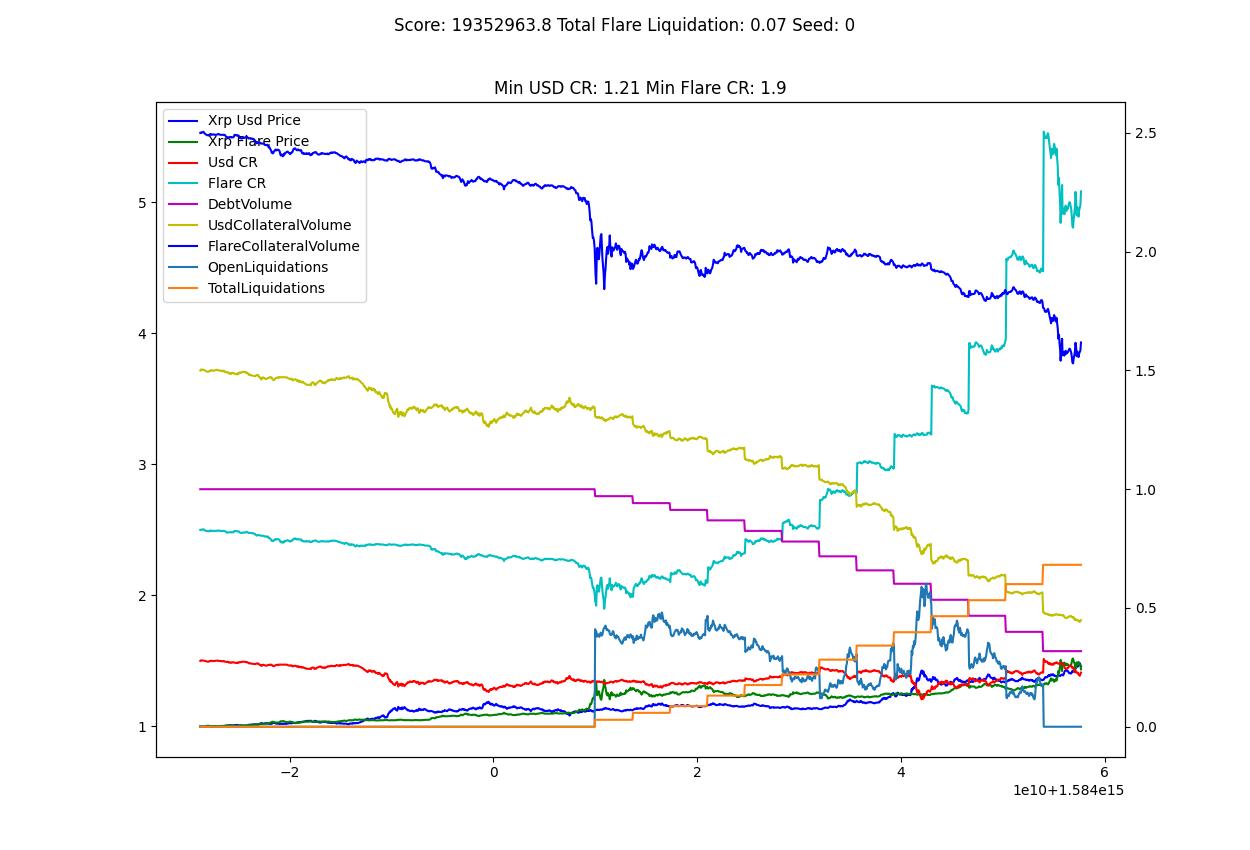 Score: 19352963.8 Total Flare Liquidation: 0.07 Seed: 0
Min USD CR: 1.21 Min Flare CR: 1.9
Xrp Usd Price
Xrp Flare Price
Usd CR
Flare CR
DebtVolume
UsdCollateralVolume
FlareCollateralVolume
OpenLiquidations
TotalLiquidations
5
4
3
2
1
2.5
2.0
1.5
1.0
0.5
0.0
−2 0 2 4 6
1e10+1.584e15